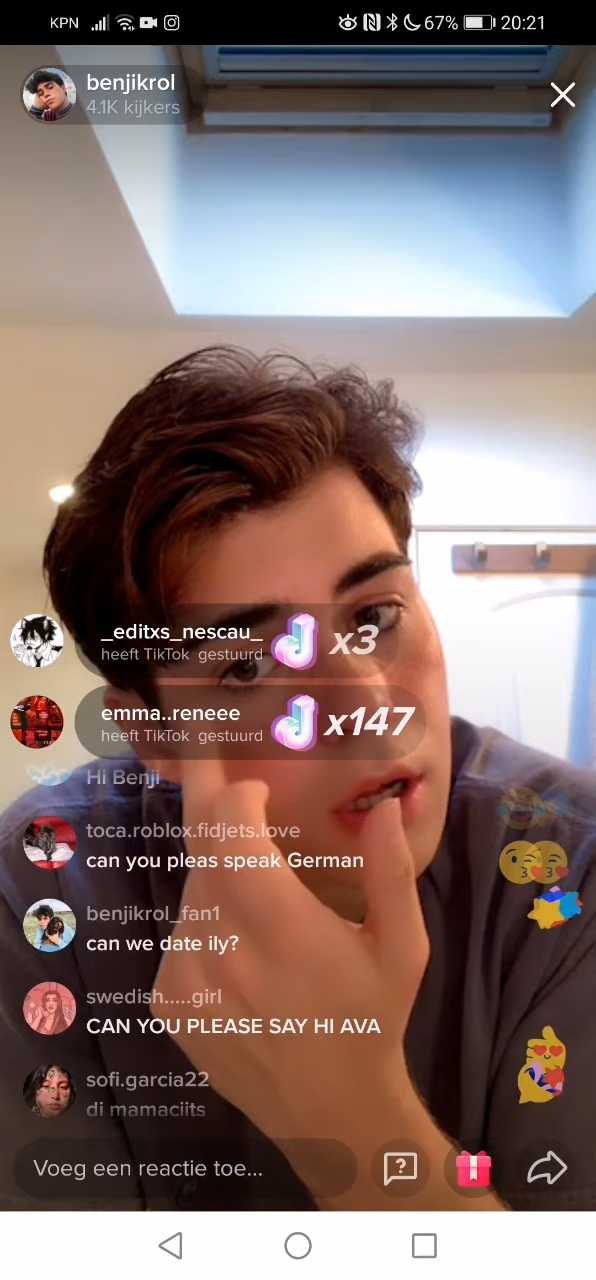 KPN 67% 20:21
benjikrol
4.1K kijkers
_editxs_nescau_
heeft TikTok gestuurd
x3
emma..reneee
heeft TikTok gestuurd
x147
Hi Benji
toca.roblox.fidjets.love
can you pleas speak German
benjikrol_fan1
can we date ily?
swedish.....girl
CAN YOU PLEASE SAY HI AVA
sofi.garcia22
di mamaciits
Voeg een reactie toe...